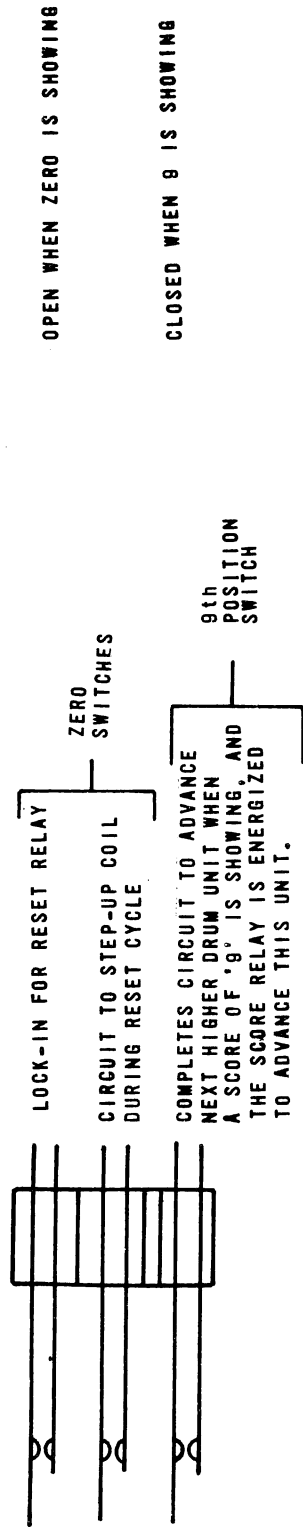 LOCK-IN FOR RESET RELAY
CIRCUIT TO STEP-UP COIL
DURING RESET CYCLE
ZERO
SWITCHES
OPEN WHEN ZERO IS SHOWING
COMPLETES CIRCUIT TO ADVANCE
NEXT HIGHER DRUM UNIT WHEN
A SCORE OF '9' IS SHOWING, AND
THE SCORE RELAY IS ENERGIZED
TO ADVANCE THIS UNIT.
9th
POSITION
SWITCH
CLOSED WHEN 9 IS SHOWING